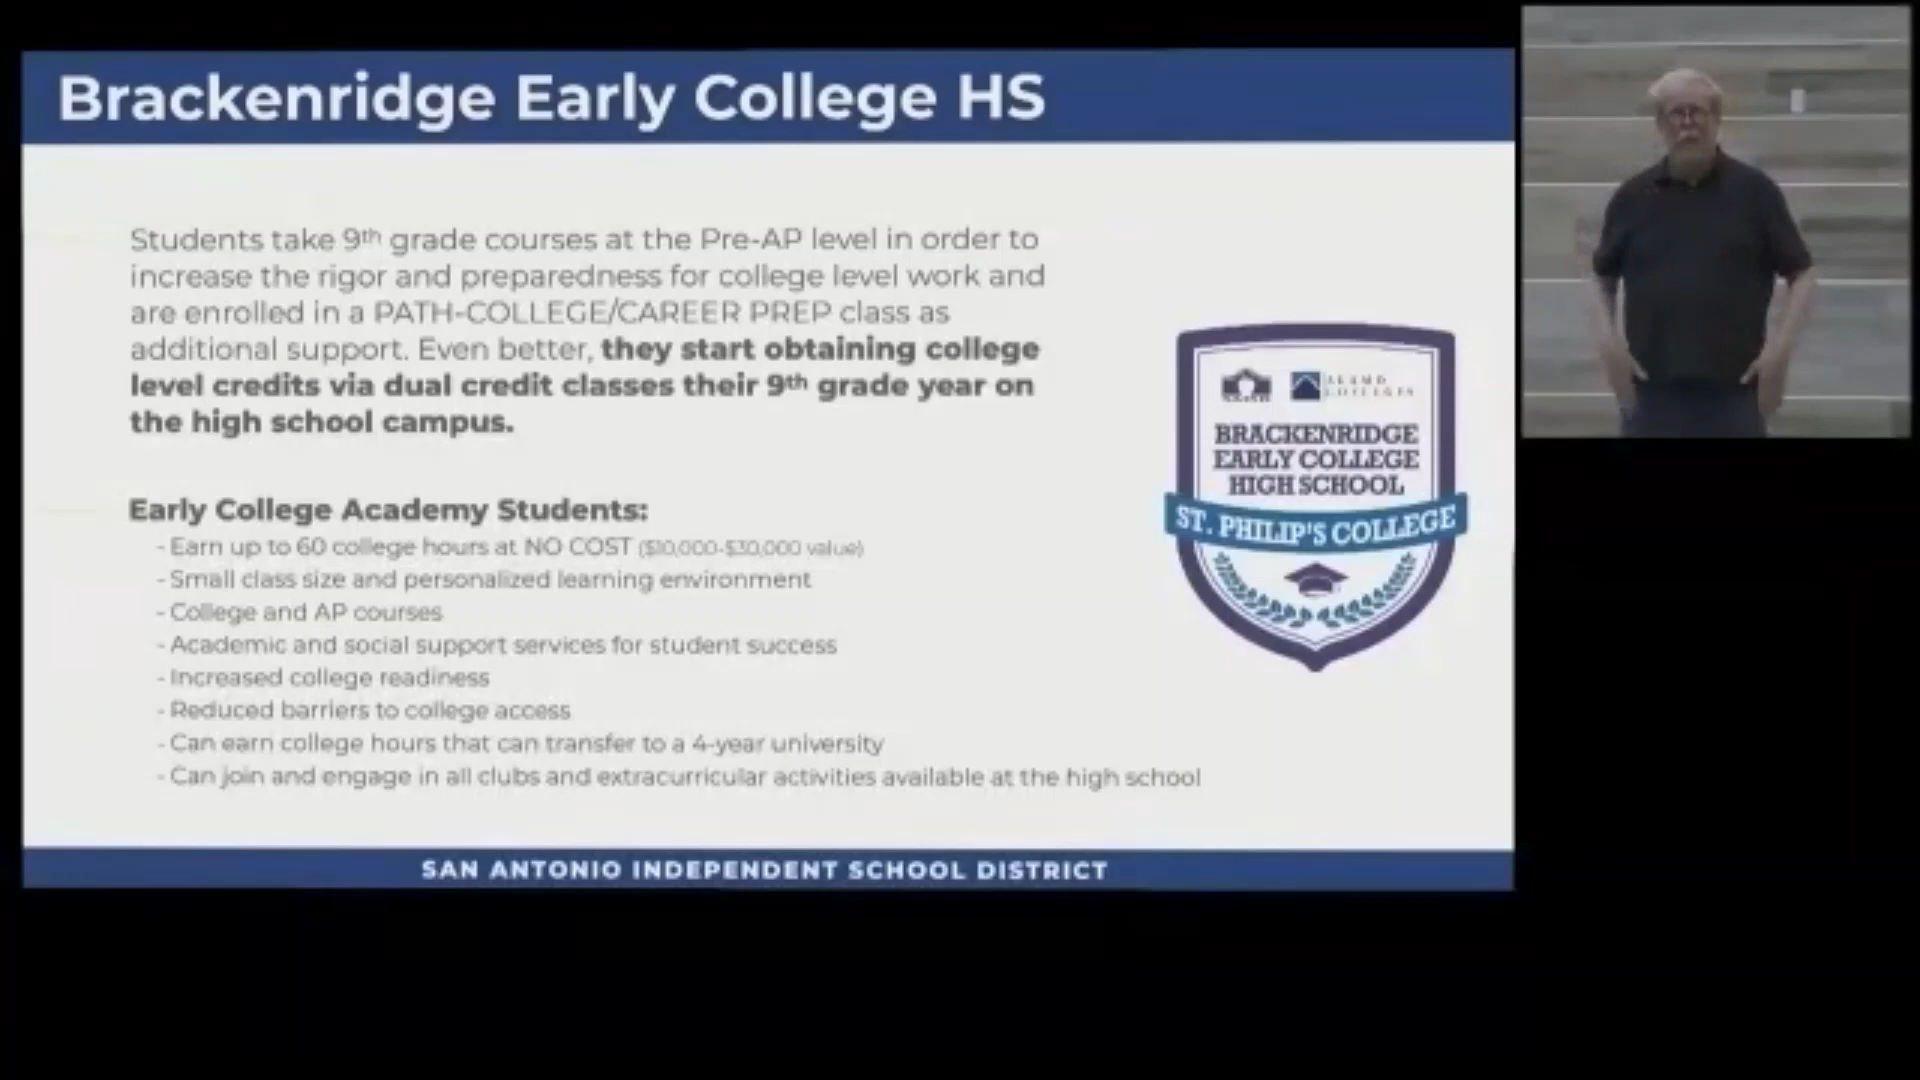 Brackenridge Early College HS
Students take 9th grade courses at the Pre-AP level in order to
increase the rigor and preparedness for college level work and
are enrolled in a PATH-COLLEGE/CAREER PREP class as
additional support. Even better, they start obtaining college
level credits via dual credit classes their 9th grade year on
the high school campus.
Early College Academy Students:
- Earn up to 60 college hours at NO COST ($10,000-$30,000 value)
- Small class size and personalized learning environment
- College and AP courses
- Academic and social support services for student success
- Increased college readiness
- Reduced barriers to college access
- Can earn college hours that can transfer to a 4-year university
- Can join and engage in all clubs and extracurricular activities available at the high school
ALAMO
COLLEGES
BRACKENRIDGE
EARLY COLLEGE
HIGH SCHOOL
ST. PHILIP'S COLLEGE
SAN ANTONIO INDEPENDENT SCHOOL DISTRICT